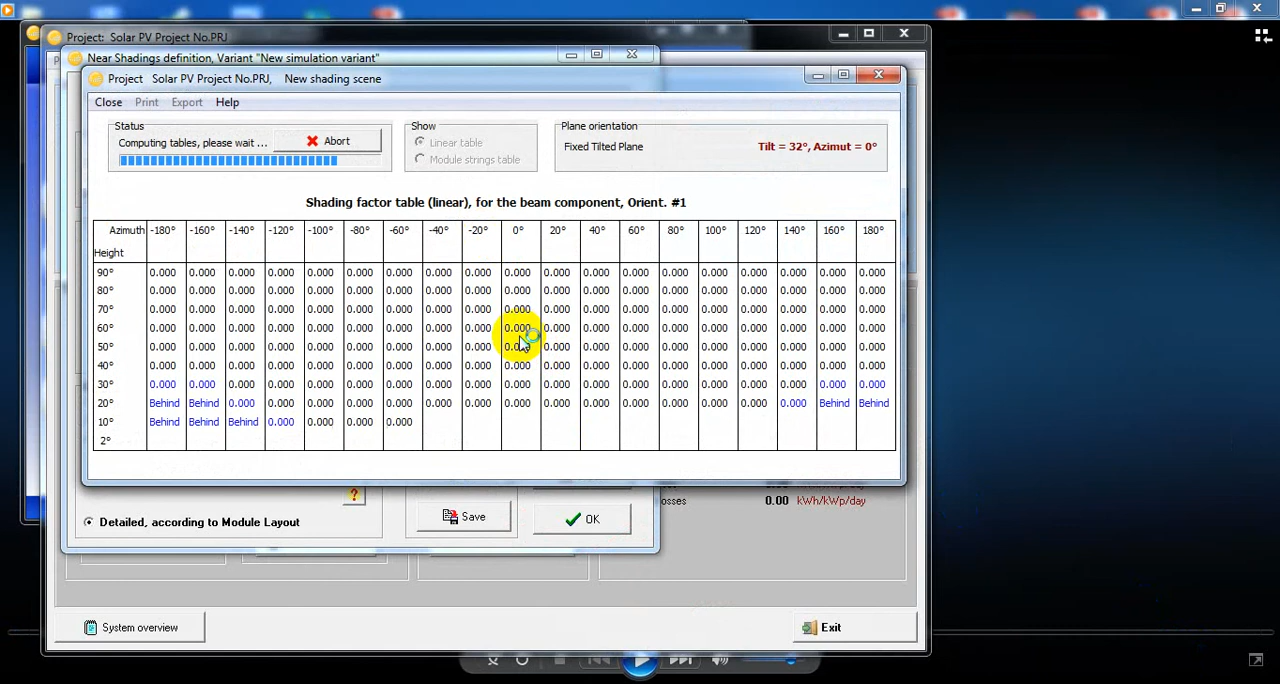 Project: Solar PV Project No.PRJ
Near Shadings definition, Variant "New simulation variant"
Project Solar PV Project No.PRJ, New shading scene
Close Print Export Help
Status Show Plane orientation
Computing tables, please wait ... Abort Linear table Fixed Tilted Plane Tilt = 32°, Azimut = 0°
Module strings table
Shading factor table (linear), for the beam component, Orient. #1
Azimuth -180° -160° -140° -120° -100° -80° -60° -40° -20° 0° 20° 40° 60° 80° 100° 120° 140° 160° 180°
Height
90° 0.000 0.000 0.000 0.000 0.000 0.000 0.000 0.000 0.000 0.000 0.000 0.000 0.000 0.000 0.000 0.000 0.000 0.000 0.000
80° 0.000 0.000 0.000 0.000 0.000 0.000 0.000 0.000 0.000 0.000 0.000 0.000 0.000 0.000 0.000 0.000 0.000 0.000 0.000
70° 0.000 0.000 0.000 0.000 0.000 0.000 0.000 0.000 0.000 0.000 0.000 0.000 0.000 0.000 0.000 0.000 0.000 0.000 0.000
60° 0.000 0.000 0.000 0.000 0.000 0.000 0.000 0.000 0.000 0.000 0.000 0.000 0.000 0.000 0.000 0.000 0.000 0.000 0.000
50° 0.000 0.000 0.000 0.000 0.000 0.000 0.000 0.000 0.000 0.000 0.000 0.000 0.000 0.000 0.000 0.000 0.000 0.000 0.000
40° 0.000 0.000 0.000 0.000 0.000 0.000 0.000 0.000 0.000 0.000 0.000 0.000 0.000 0.000 0.000 0.000 0.000 0.000 0.000
30° 0.000 0.000 0.000 0.000 0.000 0.000 0.000 0.000 0.000 0.000 0.000 0.000 0.000 0.000 0.000 0.000 0.000 0.000 0.000
20° Behind Behind 0.000 0.000 0.000 0.000 0.000 0.000 0.000 0.000 0.000 0.000 0.000 0.000 0.000 0.000 0.000 Behind Behind
10° Behind Behind Behind 0.000 0.000 0.000 0.000
2°
? 0.00 kWh/kWp/day
Detailed, according to Module Layout Save OK
System overview Exit